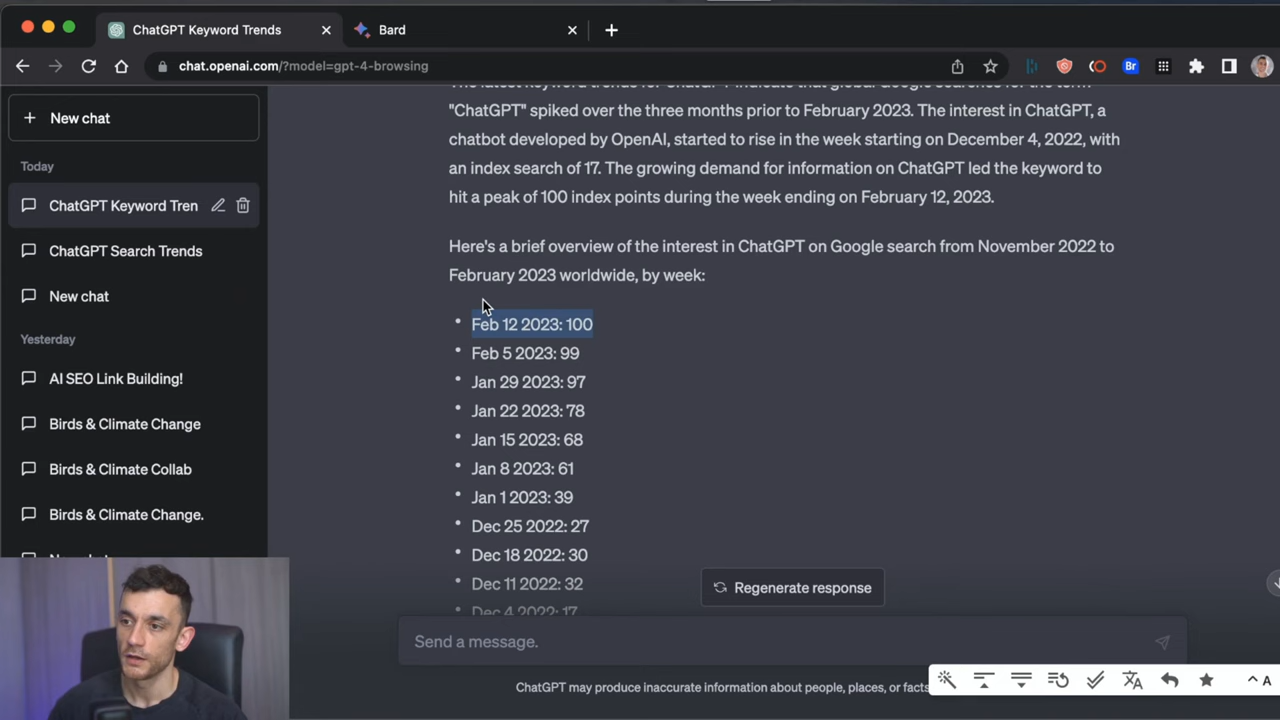 ChatGPT Keyword Trends
Bard
chat.openai.com/?model=gpt-4-browsing
Br
New chat
Today
ChatGPT Keyword Tren
ChatGPT Search Trends
New chat
Yesterday
AI SEO Link Building!
Birds & Climate Change
Birds & Climate Collab
Birds & Climate Change.
"ChatGPT" spiked over the three months prior to February 2023. The interest in ChatGPT, a
chatbot developed by OpenAI, started to rise in the week starting on December 4, 2022, with
an index search of 17. The growing demand for information on ChatGPT led the keyword to
hit a peak of 100 index points during the week ending on February 12, 2023.
Here's a brief overview of the interest in ChatGPT on Google search from November 2022 to
February 2023 worldwide, by week:
• Feb 12 2023: 100
• Feb 5 2023: 99
• Jan 29 2023: 97
• Jan 22 2023: 78
• Jan 15 2023: 68
• Jan 8 2023: 61
• Jan 1 2023: 39
• Dec 25 2022: 27
• Dec 18 2022: 30
• Dec 11 2022: 32
• Dec 4 2022: 17
Regenerate response
Send a message.
ChatGPT may produce inaccurate information about people, places, or facts
A